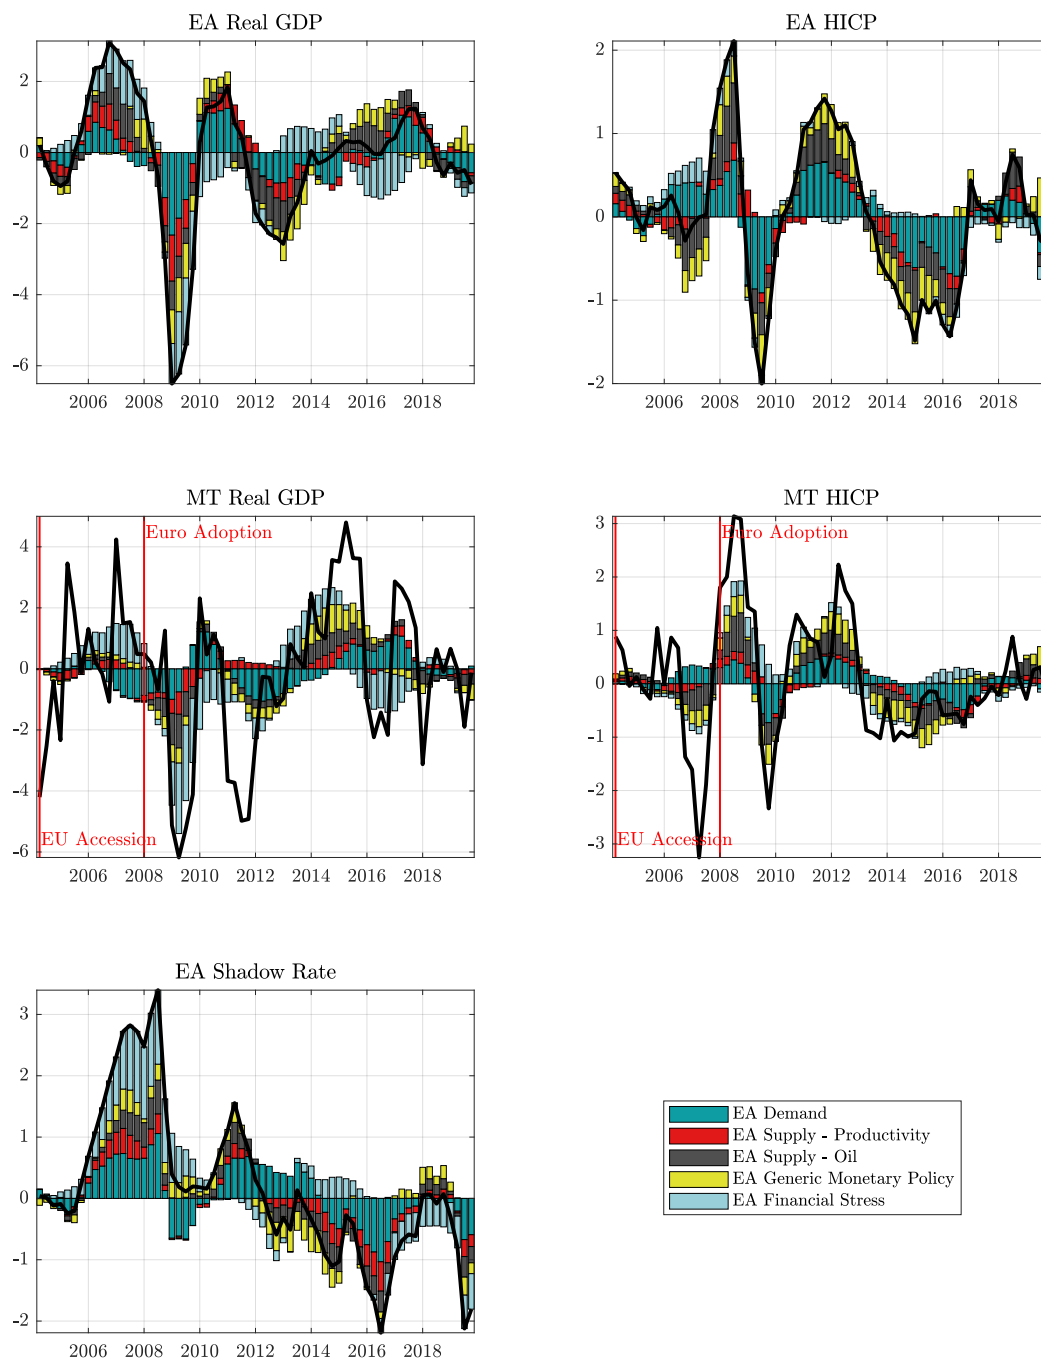 EA Real GDP
2
0
-2
-4
-6
2006 2008 2010 2012 2014 2016 2018
EA HICP
2
1
0
-1
-2
2006 2008 2010 2012 2014 2016 2018
MT Real GDP
Euro Adoption
4
2
0
-2
-4
EU Accession
-6
2006 2008 2010 2012 2014 2016 2018
MT HICP
3
Euro Adoption
2
1
0
-1
-2
EU Accession
-3
2006 2008 2010 2012 2014 2016 2018
EA Shadow Rate
3
2
1
0
-1
-2
2006 2008 2010 2012 2014 2016 2018
EA Demand
EA Supply - Productivity
EA Supply - Oil
EA Generic Monetary Policy
EA Financial Stress